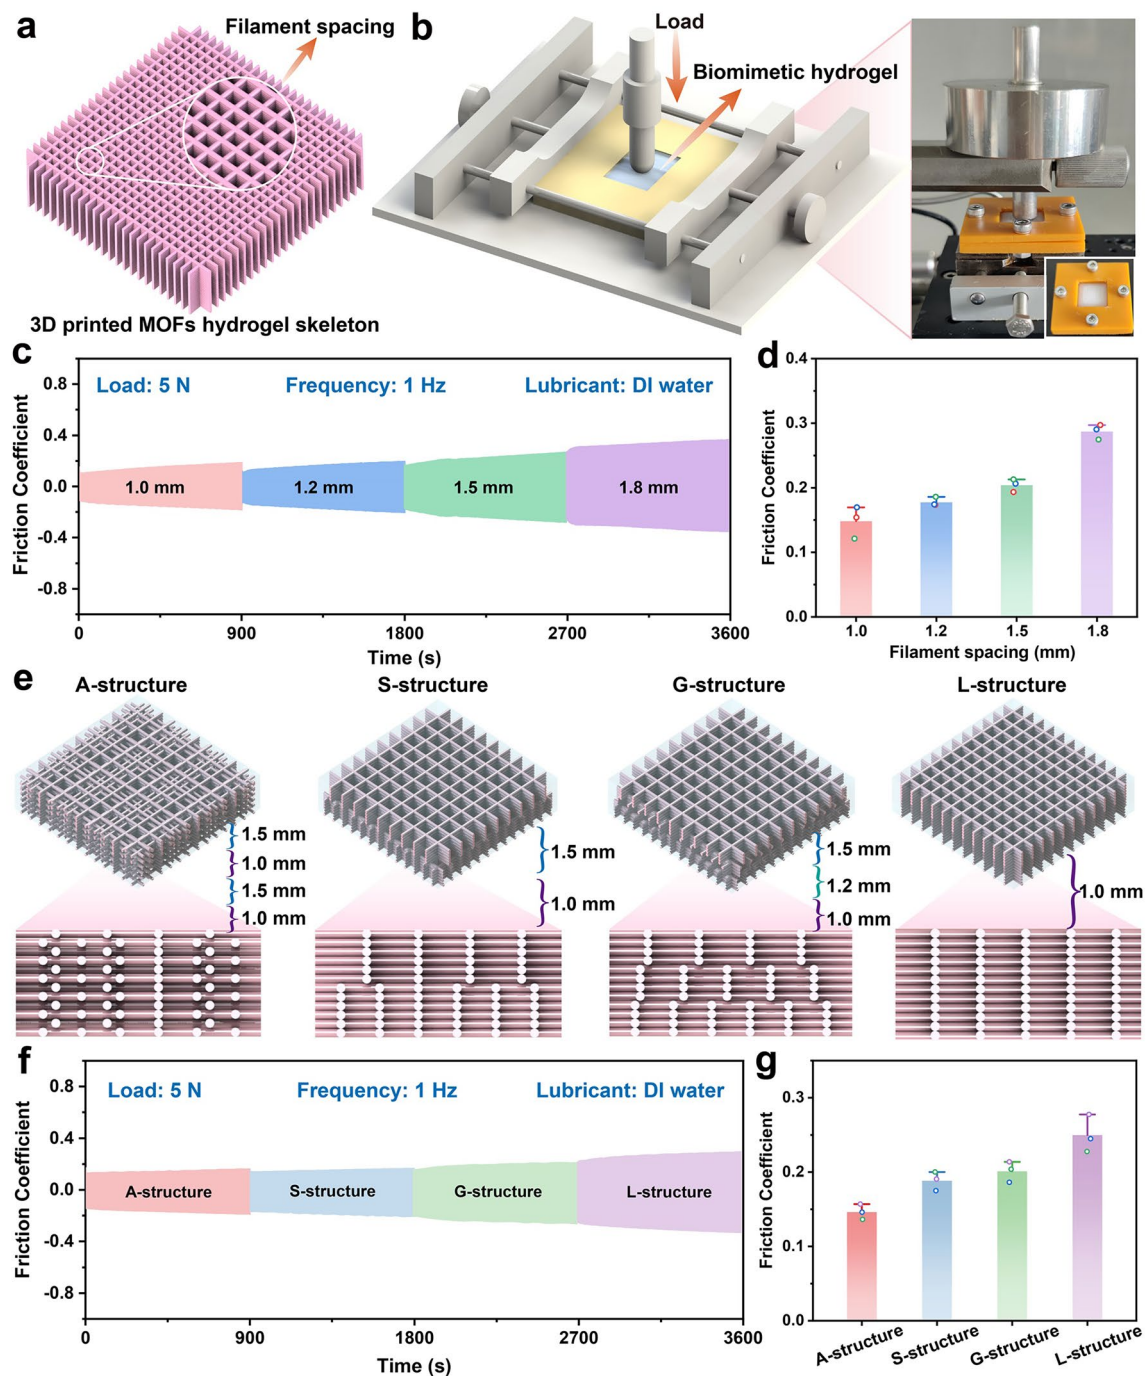 a
Filament spacing
3D printed MOFs hydrogel skeleton
b
Load
Biomimetic hydrogel
c
Load: 5 N
Frequency: 1 Hz
Lubricant: DI water
Friction Coefficient
0.8
0.4
0.0
-0.4
-0.8
1.0 mm
1.2 mm
1.5 mm
1.8 mm
0
900
1800
2700
3600
Time (s)
d
Friction Coefficient
0.4
0.3
0.2
0.1
0.0
1.0
1.2
1.5
1.8
Filament spacing (mm)
e
A-structure
1.5 mm
1.0 mm
1.5 mm
1.0 mm
S-structure
1.5 mm
1.0 mm
G-structure
1.5 mm
1.2 mm
1.0 mm
L-structure
1.0 mm
f
Load: 5 N
Frequency: 1 Hz
Lubricant: DI water
Friction Coefficient
0.8
0.4
0.0
-0.4
-0.8
A-structure
S-structure
G-structure
L-structure
0
900
1800
2700
3600
Time (s)
g
Friction Coefficient
0.3
0.2
0.1
0.0
A-structure
S-structure
G-structure
L-structure